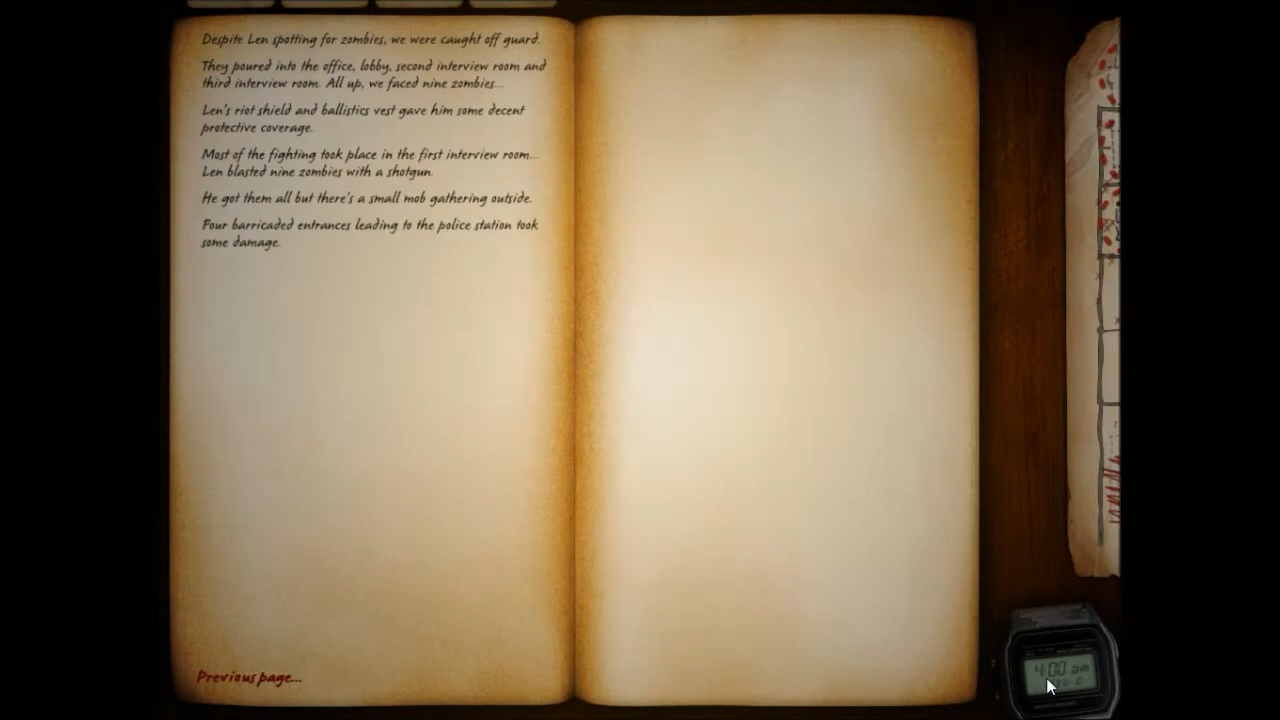 Despite Len spotting for zombies, we were caught off guard.
They poured into the office, lobby, second interview room and
third interview room. All up, we faced nine zombies...
Len's riot shield and ballistics vest gave him some decent
protective coverage.
Most of the fighting took place in the first interview room...
Len blasted nine zombies with a shotgun.
He got them all but there's a small mob gathering outside.
Four barricaded entrances leading to the police station took
some damage.
Previous page...
4:00 am